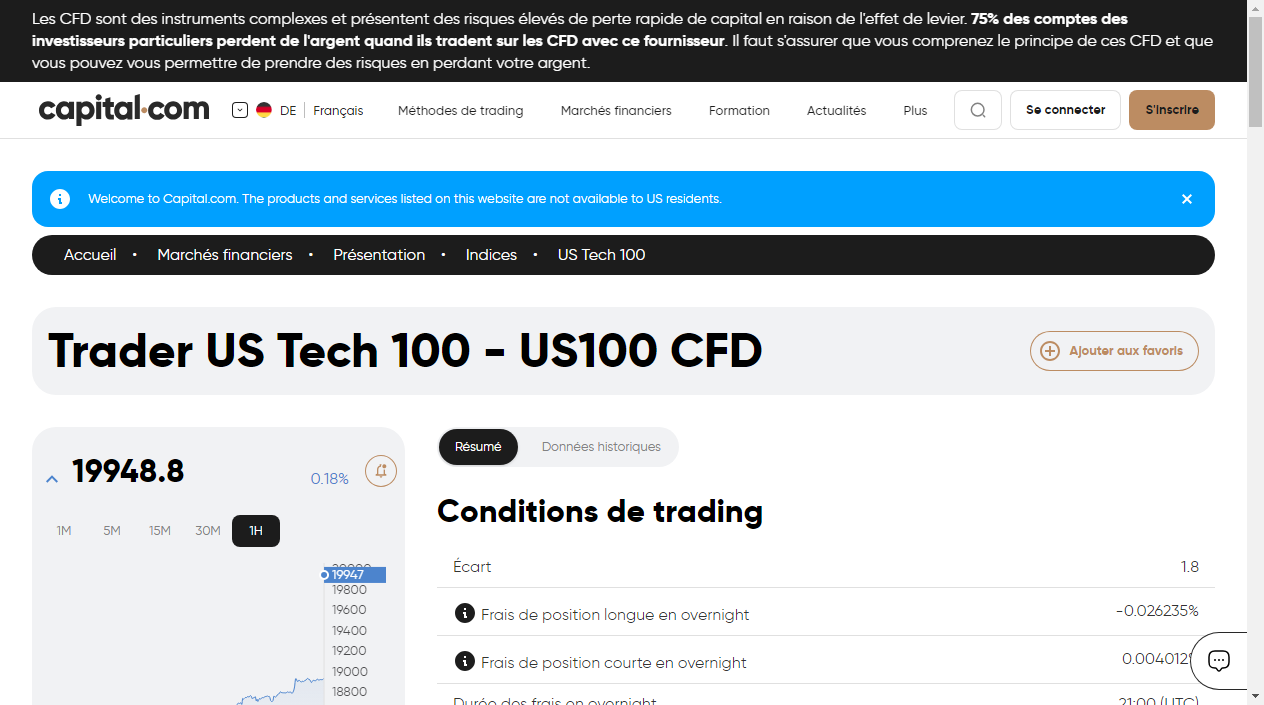 Les CFD sont des instruments complexes et présentent des risques élevés de perte rapide de capital en raison de l'effet de levier. 75% des comptes des
investisseurs particuliers perdent de l'argent quand ils tradent sur les CFD avec ce fournisseur. Il faut s'assurer que vous comprenez le principe de ces CFD et que
vous pouvez vous permettre de prendre des risques en perdant votre argent.
capital.com DE Français Méthodes de trading Marchés financiers Formation Actualités Plus Se connecter S'inscrire
Welcome to Capital.com. The products and services listed on this website are not available to US residents.
Accueil • Marchés financiers • Présentation • Indices • US Tech 100
Trader US Tech 100 - US100 CFD
Ajouter aux favoris
19948.8
0.18%
1M 5M 15M 30M 1H
19947
19800
19600
19400
19200
19000
18800
Résumé Données historiques
Conditions de trading
Écart 1.8
Frais de position longue en overnight -0.026235%
Frais de position courte en overnight 0.004012%
Durée des frais en overnight 21:00 (UTC)